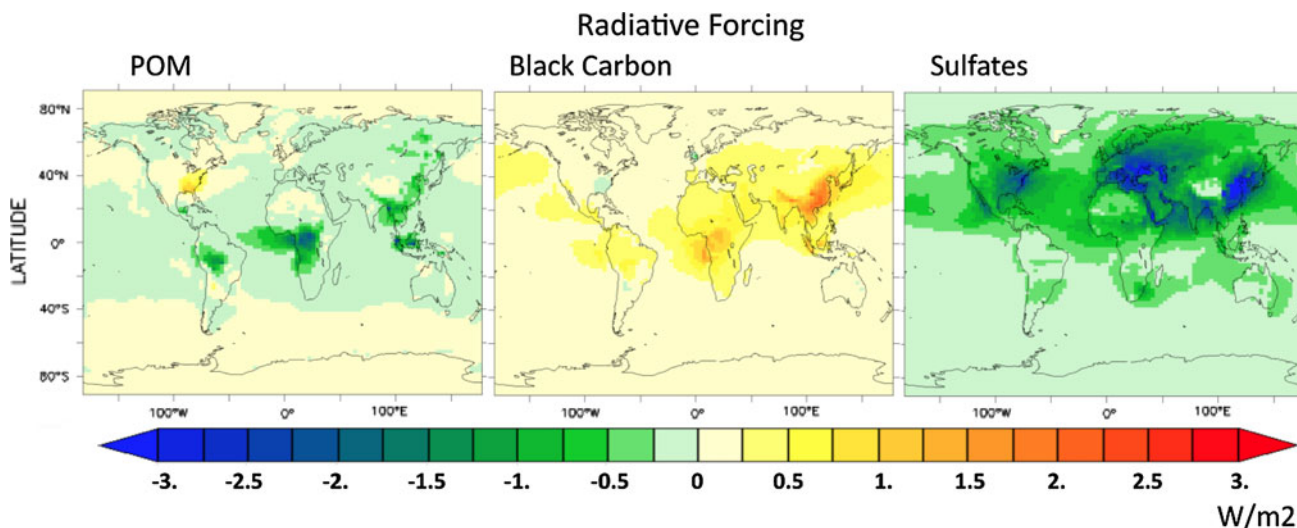 Radiative Forcing
POM Black Carbon Sulfates
LATITUDE
80°N
40°N
0°
40°S
80°S
100°W 0° 100°E 100°W 0° 100°E 100°W 0° 100°E
-3. -2.5 -2. -1.5 -1. -0.5 0 0.5 1. 1.5 2. 2.5 3.
W/m2